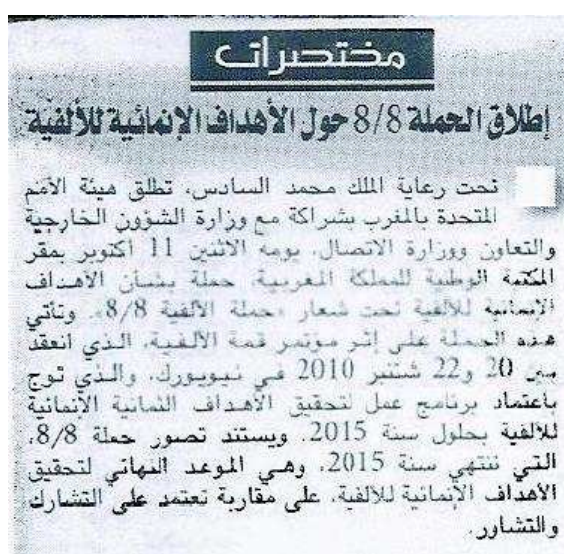 مختصرات
إطلاق الحملة 8/8 حول الأهداف الإنمائية للألفية
تحت رعاية الملك محمد السادس، تطلق هيئة الأمم
المتحدة بالمغرب بشراكة مع وزارة الشؤون الخارجية
والتعاون ووزارة الاتصال، يومه الاثنين 11 أكتوبر بمقر
المكتبة الوطنية للمملكة المغربية، حملة بشأن الأهداف
الإنمائية للألفية تحت شعار «حملة الألفية 8/8». وتأتي
هذه الحملة على إثر مؤتمر قمة الألفية، الذي انعقد
بين 20 و22 شتنبر 2010 في نيويورك، والذي توج
باعتماد برنامج عمل لتحقيق الأهداف الثمانية الإنمائية
للألفية بحلول سنة 2015. ويستند تصور حملة 8/8،
التي تنتهي سنة 2015، وهي الموعد النهائي لتحقيق
الأهداف الإنمائية للألفية، على مقاربة تعتمد على التشارك
والتشاور.